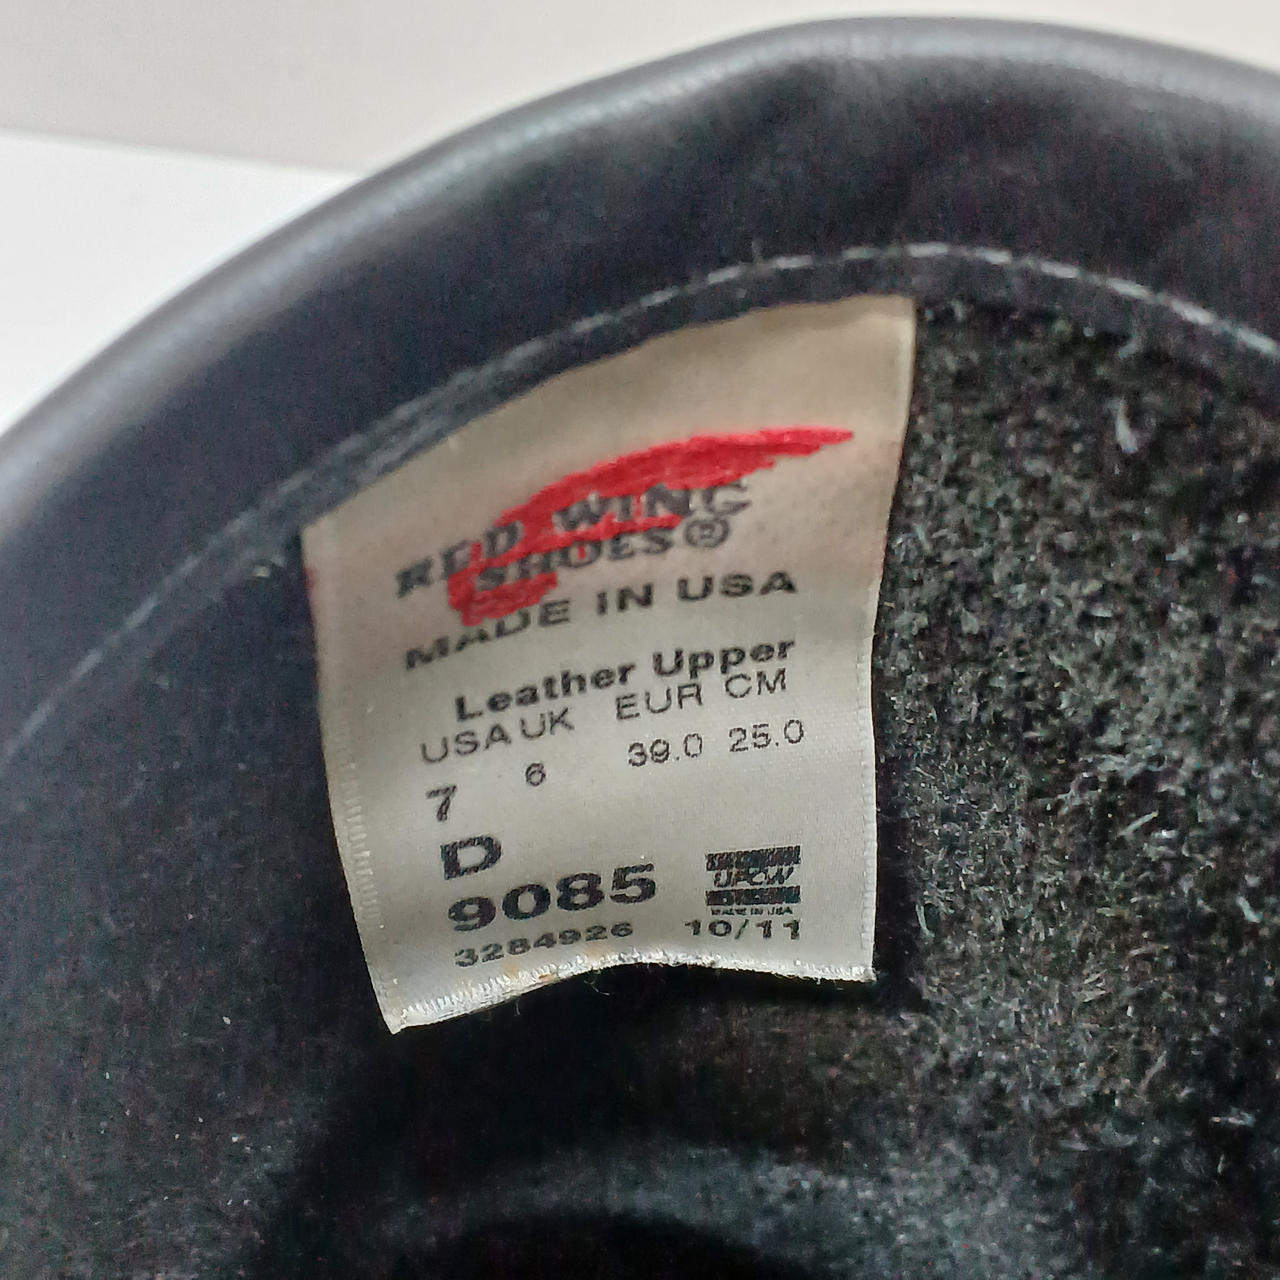 RED WING
SHOES®
MADE IN USA
Leather Upper
USA UK EUR CM
7 6 39.0 25.0
D
9085
UFCW
MADE IN USA
3284926 10/11